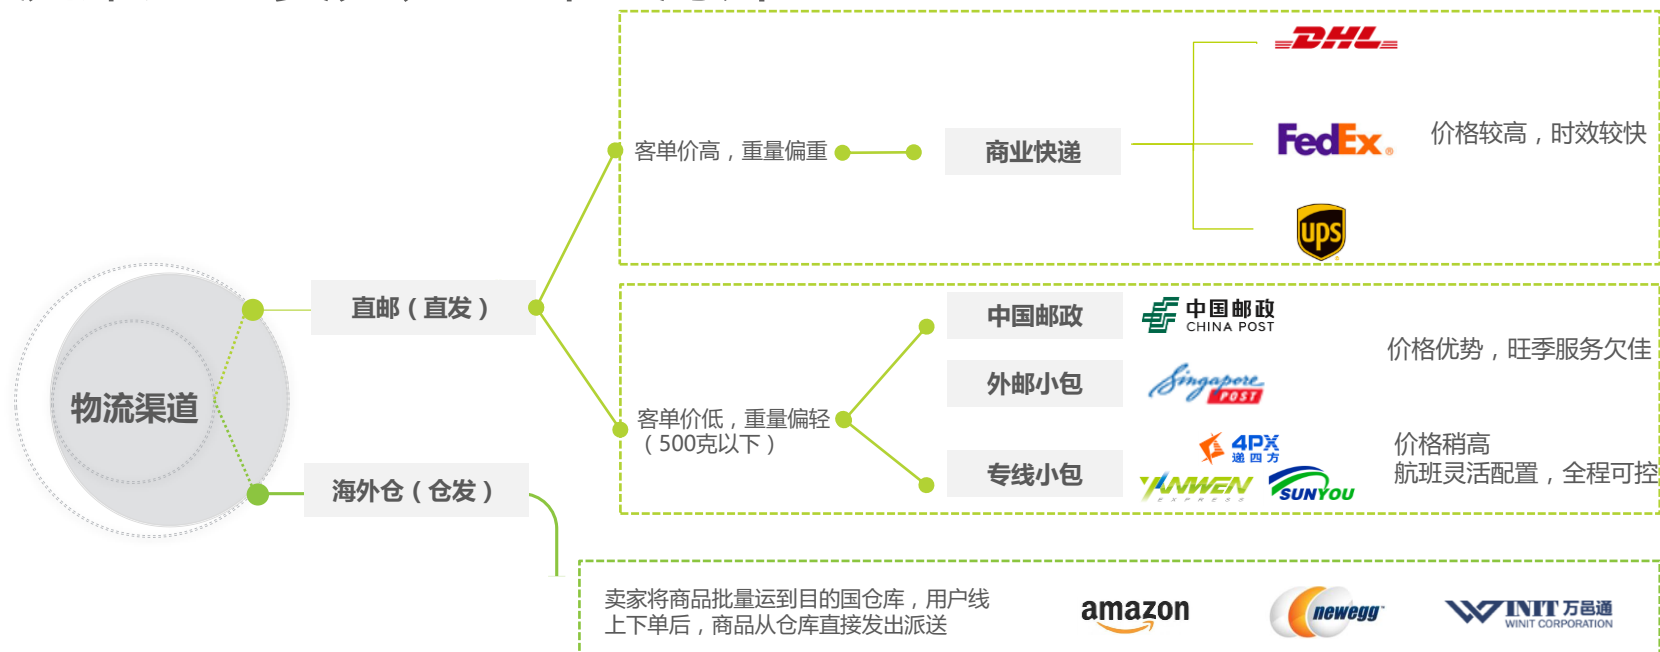 DHL
客单价高，重量偏重
商业快递
FedEx®
价格较高，时效较快
UPS
直邮（直发）
中国邮政
中国邮政
CHINA POST
价格优势，旺季服务欠佳
外邮小包
Singapore
POST
物流渠道
客单价低，重量偏轻
（500克以下）
专线小包
4PX
递四方
YANWEN
EXPRESS
SUNYOU
价格稍高
航班灵活配置，全程可控
海外仓（仓发）
卖家将商品批量运到目的国仓库，用户线
上下单后，商品从仓库直接发出派送
amazon
newegg
WINIT 万邑通
WINIT CORPORATION